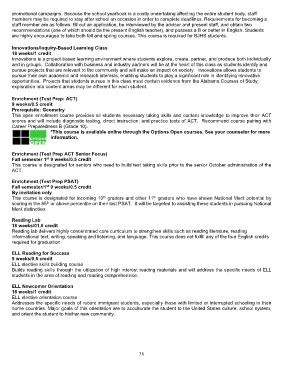 promotional campaigns. Because the school yearbook is a costly undertaking affecting the entire student body, staff
members may be required to stay after school on occasion in order to complete deadlines. Requirements for becoming a
staff member are as follows: fill out an application, be interviewed by the adviser and present staff, and obtain two
recommendations (one of which should be the present English teacher), and possess a B or better in English. Students
are highly encouraged to take both fall and spring courses. This course is required for SJHS students.
Innovations/Inquiry-Based Learning Class
18 weeks/1 credit
Innovations is a project-based learning environment where students explore, create, partner, and produce both individually
and in groups. Collaboration with business and industry partners will be at the heart of this class as students identify and
pursue projects that are relevant to the community and will make an impact on society. Innovations allows students to
pursue their own academic and research interests, enabling students to play a significant role in identifying innovative
opportunities. Projects that students pursue in this class must contain evidence from the Alabama Courses of Study;
exploration into content areas may be different for each student.
Enrichment (Test Prep: ACT)
9 weeks/0.5 credit
Prerequisite: Geometry
This open enrollment course provides all students necessary taking skills and content knowledge to improve their ACT
scores and will include diagnostic testing, direct instruction, and practice tests of ACT. Recommend course pairing with
Career Preparedness B (Grade 10).
*This course is available online through the Options Open courses. See your counselor for more
information.
Enrichment (Test Prep ACT Senior Focus)
Fall semester 1st 9 weeks/0.5 credit
This course is designated for seniors who need to build test taking skills prior to the senior October administration of the
ACT.
Enrichment (Test Prep PSAT)
Fall semester/1st 9 weeks/0.5 credit
By invitation only
This course is designated for incoming 10th graders and other 11th graders who have shown National Merit potential by
scoring in the 95th or above percentile on their last PSAT. It will be targeted to assisting these students in pursuing National
Merit distinction.
Reading Lab
18 weeks/01.0 credit
Reading lab delivers highly concentrated core curriculum to strengthen skills such as reading literature, reading
informational text, writing, speaking and listening, and language. This course does not fulfill any of the four English credits
required for graduation
ELL Reading for Success
9 weeks/0.5 credit
ELL elective skills building course
Builds reading skills through the utilization of high interest reading materials and will address the specific needs of ELL
students in the area of reading and reading comprehension.
ELL Newcomer Orientation
18 weeks/1 credit
ELL elective orientation course
Addresses the specific needs of recent immigrant students, especially those with limited or interrupted schooling in their
home countries. Major goals of this orientation are to acculturate the student to the United States culture, school system,
and orient the student to his/her new community.